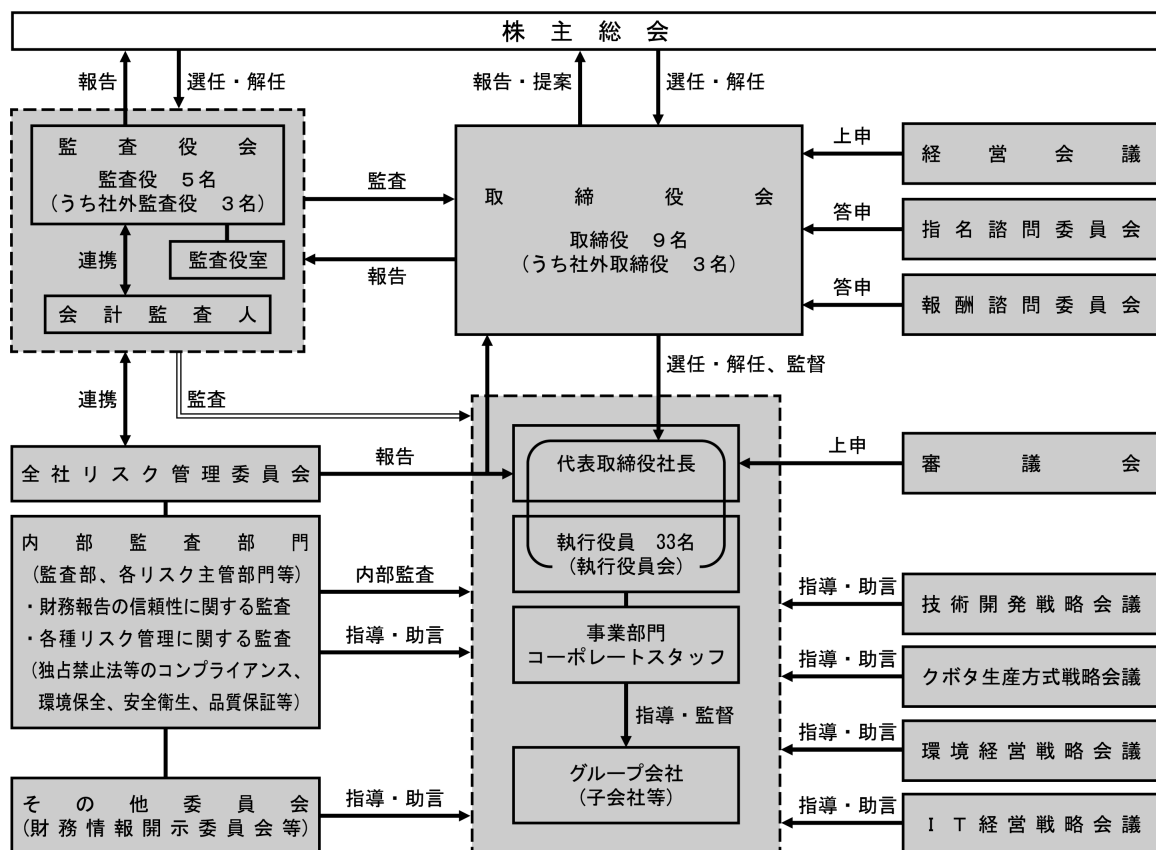 株主総会
報告
選任・解任
報告・提案
選任・解任
監査役会
監査役 5名
(うち社外監査役 3名)
監査役室
連携
会計監査人
監査
報告
取締役会
取締役 9名
(うち社外取締役 3名)
上申
経営会議
答申
指名諮問委員会
答申
報酬諮問委員会
連携
監査
選任・解任、監督
全社リスク管理委員会
報告
代表取締役社長
上申
審議会
執行役員 33名
(執行役員会)
内部監査部門
(監査部、各リスク主管部門等)
・財務報告の信頼性に関する監査
・各種リスク管理に関する監査
(独占禁止法等のコンプライアンス、
環境保全、安全衛生、品質保証等)
内部監査
指導・助言
事業部門
コーポレートスタッフ
指導・監督
グループ会社
(子会社等)
指導・助言
技術開発戦略会議
指導・助言
クボタ生産方式戦略会議
指導・助言
環境経営戦略会議
指導・助言
IT経営戦略会議
その他委員会
(財務情報開示委員会等)
指導・助言